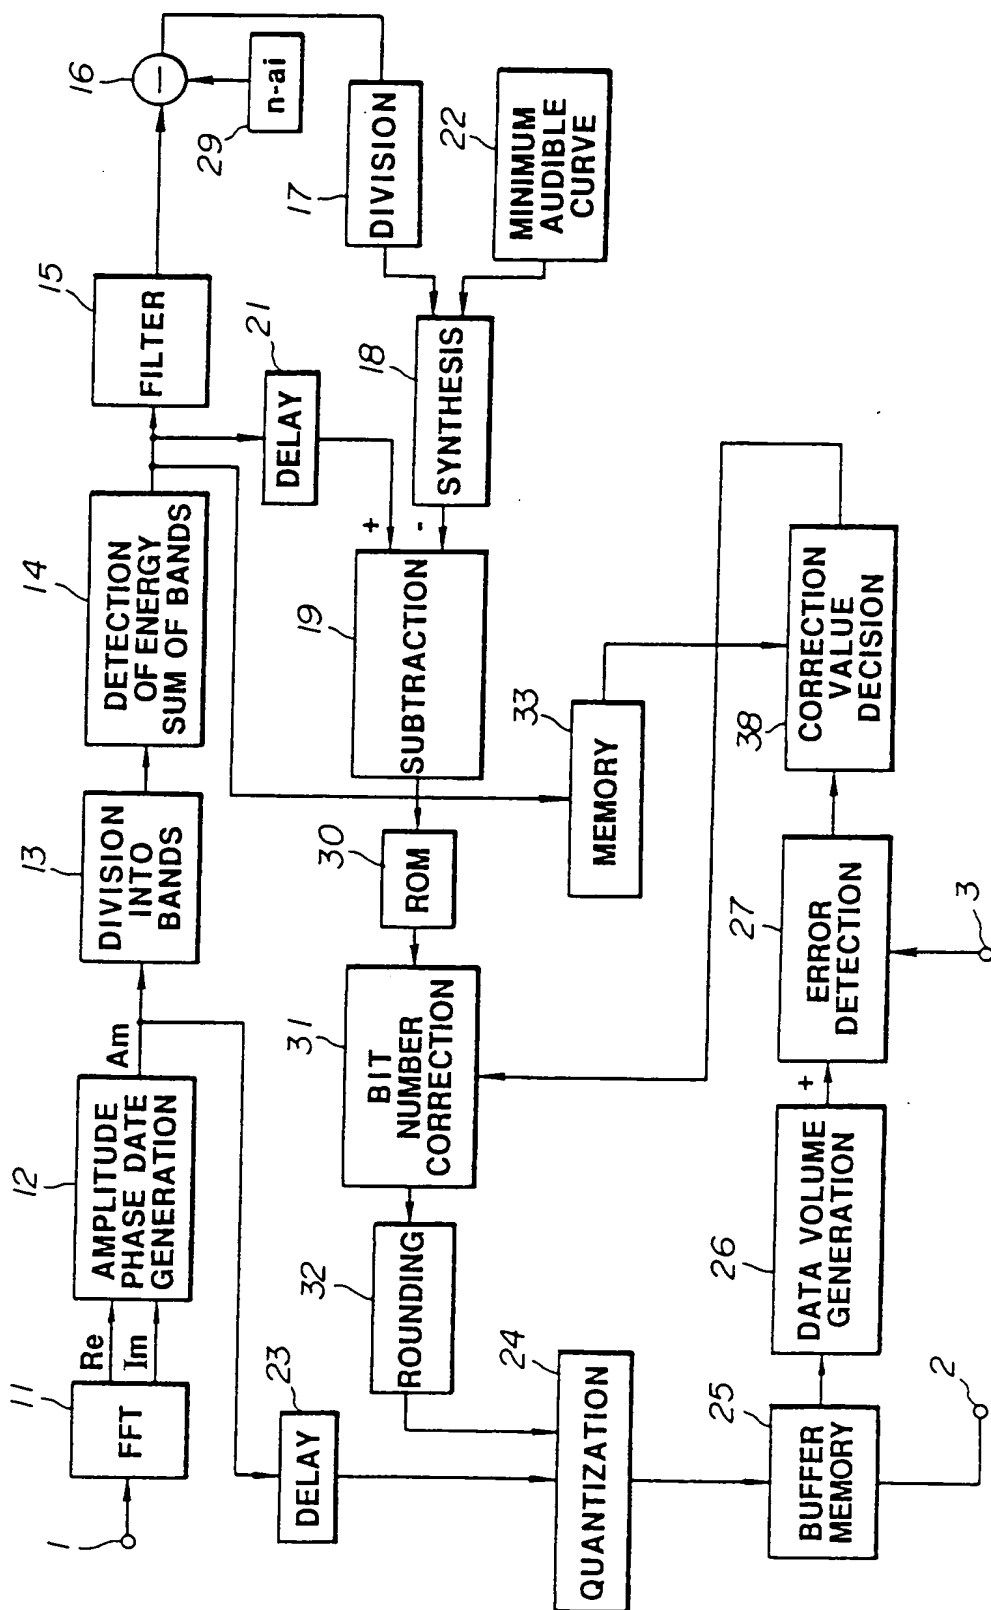 1
11
FFT
Re
Im
12
AMPLITUDE
PHASE DATE
GENERATION
Am
13
DIVISION
INTO
BANDS
14
DETECTION
OF ENERGY
SUM OF BANDS
15
FILTER
16
−
29
n-ai
17
DIVISION
22
MINIMUM
AUDIBLE
CURVE
21
DELAY
18
SYNTHESIS
+
-
19
SUBTRACTION
30
ROM
31
BIT
NUMBER
CORRECTION
32
ROUNDING
33
MEMORY
23
DELAY
24
QUANTIZATION
25
BUFFER
MEMORY
2
26
DATA VOLUME
GENERATION
+
27
ERROR
DETECTION
3
38
CORRECTION
VALUE
DECISION